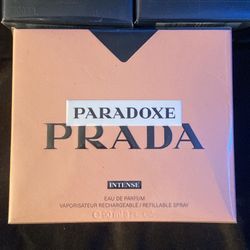 PARADOXE
PRADA
INTENSE
EAU DE PARFUM
VAPORISATEUR RECHARGEABLE / REFILLABLE SPRAY